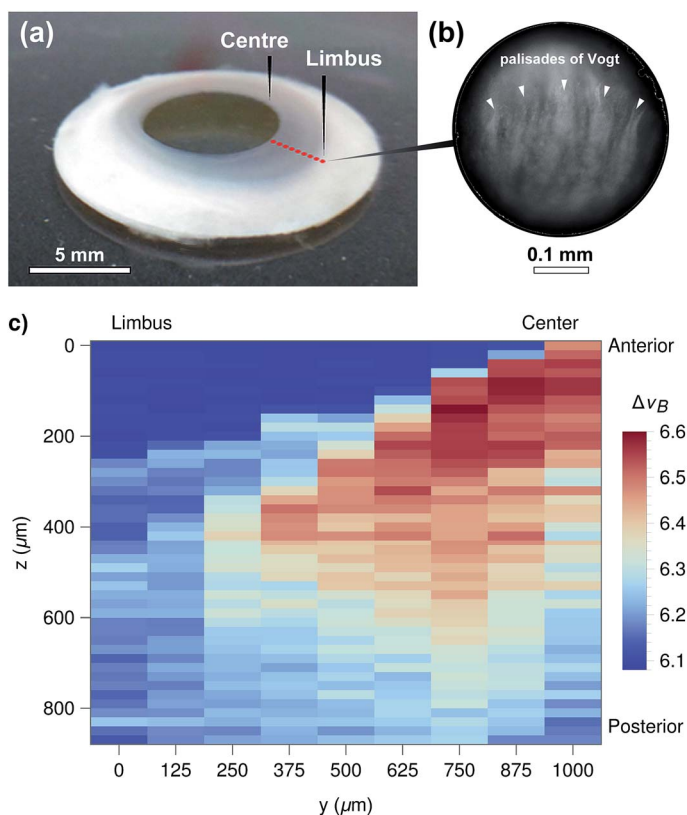 (a)
Centre
Limbus
5 mm
(b)
palisades of Vogt
0.1 mm
c)
Limbus
Center
Anterior
Posterior
0
200
400
600
800
z (µm)
0 125 250 375 500 625 750 875 1000
y (µm)
Δν_B
6.6
6.5
6.4
6.3
6.2
6.1